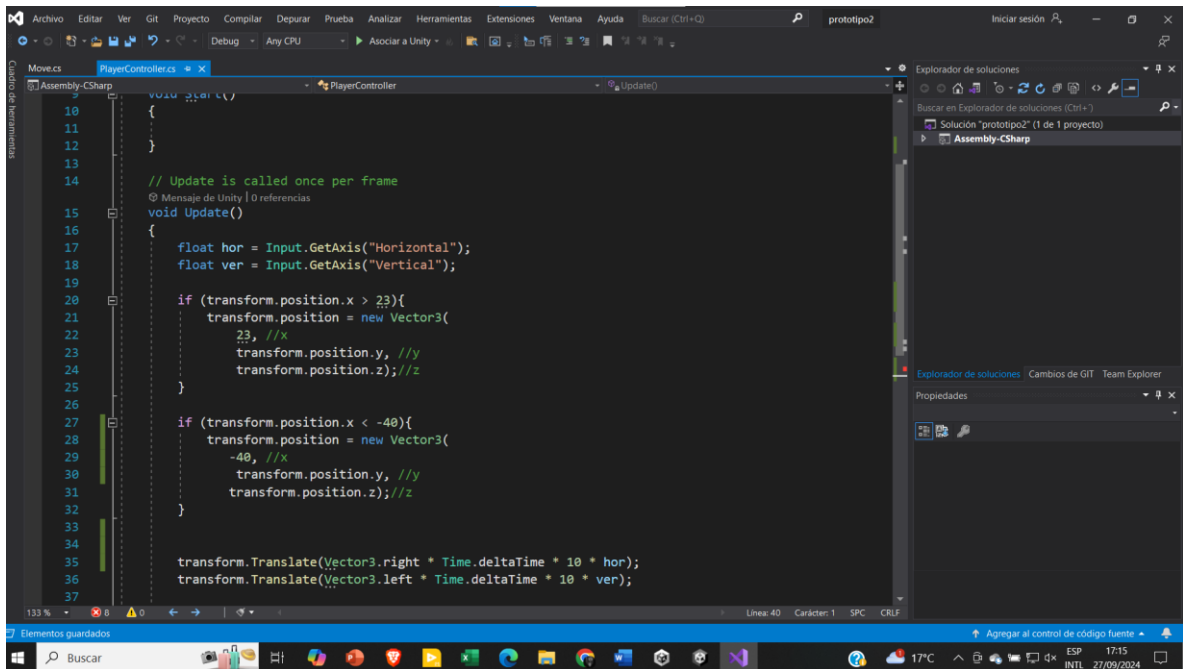 Archivo Editar Ver Git Proyecto Compilar Depurar Prueba Analizar Herramientas Extensiones Ventana Ayuda Buscar (Ctrl+Q) prototipo2 Iniciar sesión
Debug Any CPU Asociar a Unity
Cuadro de herramientas
Move.cs PlayerController.cs
Assembly-CSharp PlayerController Update()
9 void Start()
10 {
11
12 }
13
14 // Update is called once per frame
Mensaje de Unity | 0 referencias
15 void Update()
16 {
17 float hor = Input.GetAxis("Horizontal");
18 float ver = Input.GetAxis("Vertical");
19
20 if (transform.position.x > 23){
21 transform.position = new Vector3(
22 23, //x
23 transform.position.y, //y
24 transform.position.z);//z
25 }
26
27 if (transform.position.x < -40){
28 transform.position = new Vector3(
29 -40, //x
30 transform.position.y, //y
31 transform.position.z);//z
32 }
33
34
35 transform.Translate(Vector3.right * Time.deltaTime * 10 * hor);
36 transform.Translate(Vector3.left * Time.deltaTime * 10 * ver);
37
133 % 8 0 Línea: 40 Carácter: 1 SPC CRLF
Explorador de soluciones
Buscar en Explorador de soluciones (Ctrl+¨)
Solución "prototipo2" (1 de 1 proyecto)
Assembly-CSharp
Explorador de soluciones Cambios de GIT Team Explorer
Propiedades
Elementos guardados Agregar al control de código fuente
Buscar 17°C ESP INTL 17:15 27/09/2024